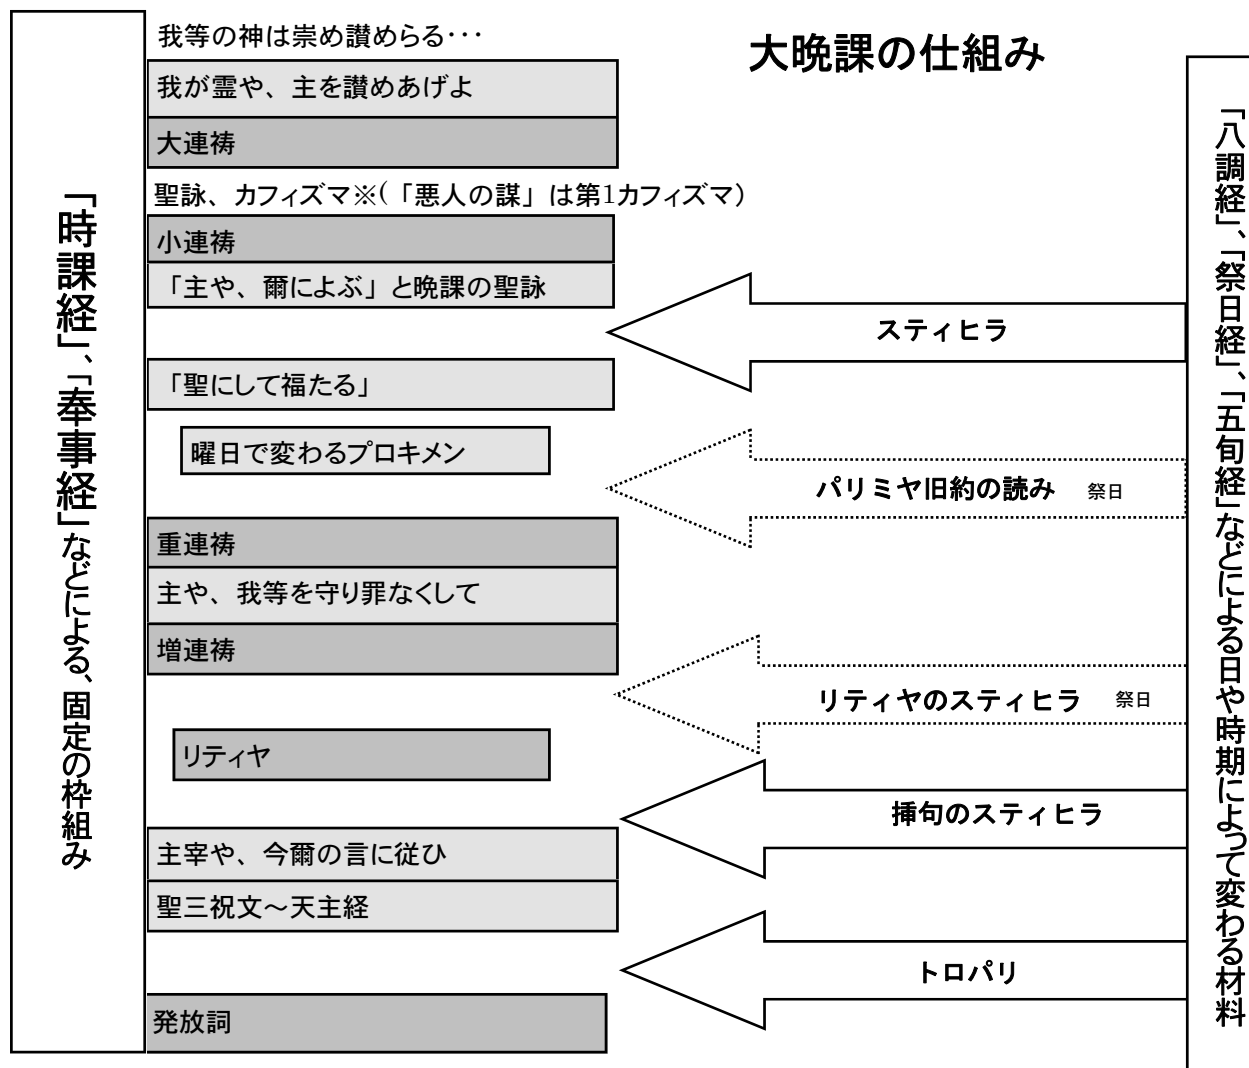 大晩課の仕組み
「時課経」、「奉事経」などによる、固定の枠組み
我等の神は崇め讃めらる･･･
我が霊や、主を讃めあげよ
大連祷
聖詠、カフィズマ※(「悪人の謀」は第1カフィズマ)
小連祷
「主や、爾によぶ」と晩課の聖詠
スティヒラ
「聖にして福たる」
曜日で変わるプロキメン
パリミヤ旧約の読み 祭日
重連祷
主や、我等を守り罪なくして
増連祷
リティヤのスティヒラ 祭日
リティヤ
挿句のスティヒラ
主宰や、今爾の言に従ひ
聖三祝文～天主経
トロパリ
発放詞
「八調経」、「祭日経」、「五旬経」などによる日や時期によって変わる材料